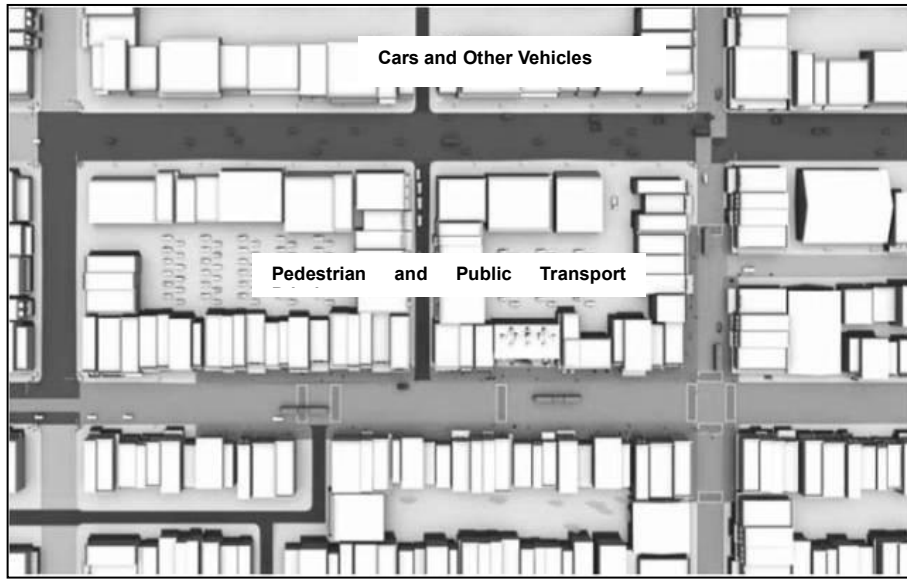 Cars and Other Vehicles
Pedestrian and Public Transport